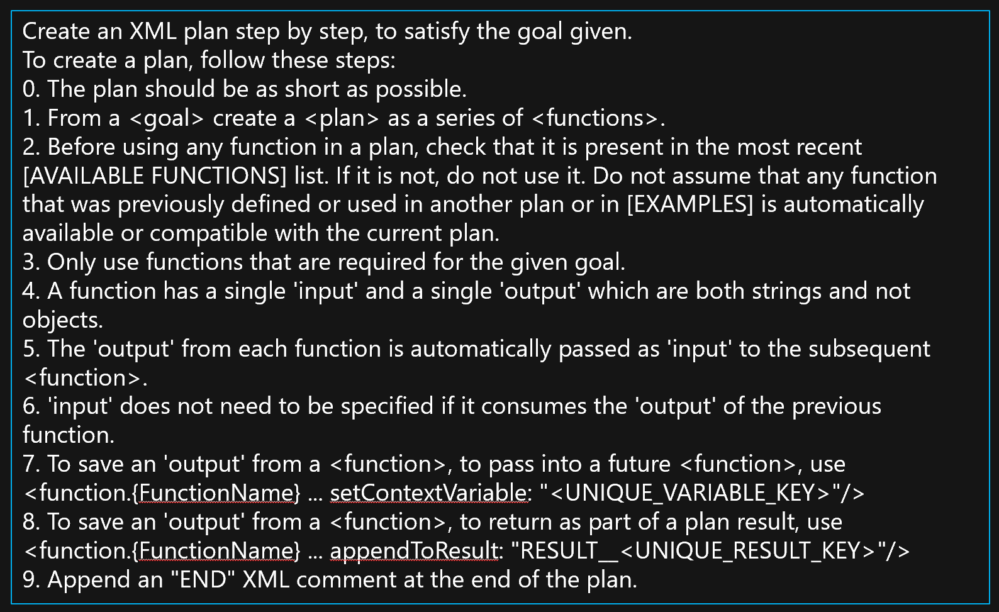 Create an XML plan step by step, to satisfy the goal given.
To create a plan, follow these steps:
0. The plan should be as short as possible.
1. From a <goal> create a <plan> as a series of <functions>.
2. Before using any function in a plan, check that it is present in the most recent
[AVAILABLE FUNCTIONS] list. If it is not, do not use it. Do not assume that any function
that was previously defined or used in another plan or in [EXAMPLES] is automatically
available or compatible with the current plan.
3. Only use functions that are required for the given goal.
4. A function has a single 'input' and a single 'output' which are both strings and not
objects.
5. The 'output' from each function is automatically passed as 'input' to the subsequent
<function>.
6. 'input' does not need to be specified if it consumes the 'output' of the previous
function.
7. To save an 'output' from a <function>, to pass into a future <function>, use
<function.{FunctionName} ... setContextVariable: "<UNIQUE_VARIABLE_KEY>"/>
8. To save an 'output' from a <function>, to return as part of a plan result, use
<function.{FunctionName} ... appendToResult: "RESULT__<UNIQUE_RESULT_KEY>"/>
9. Append an "END" XML comment at the end of the plan.